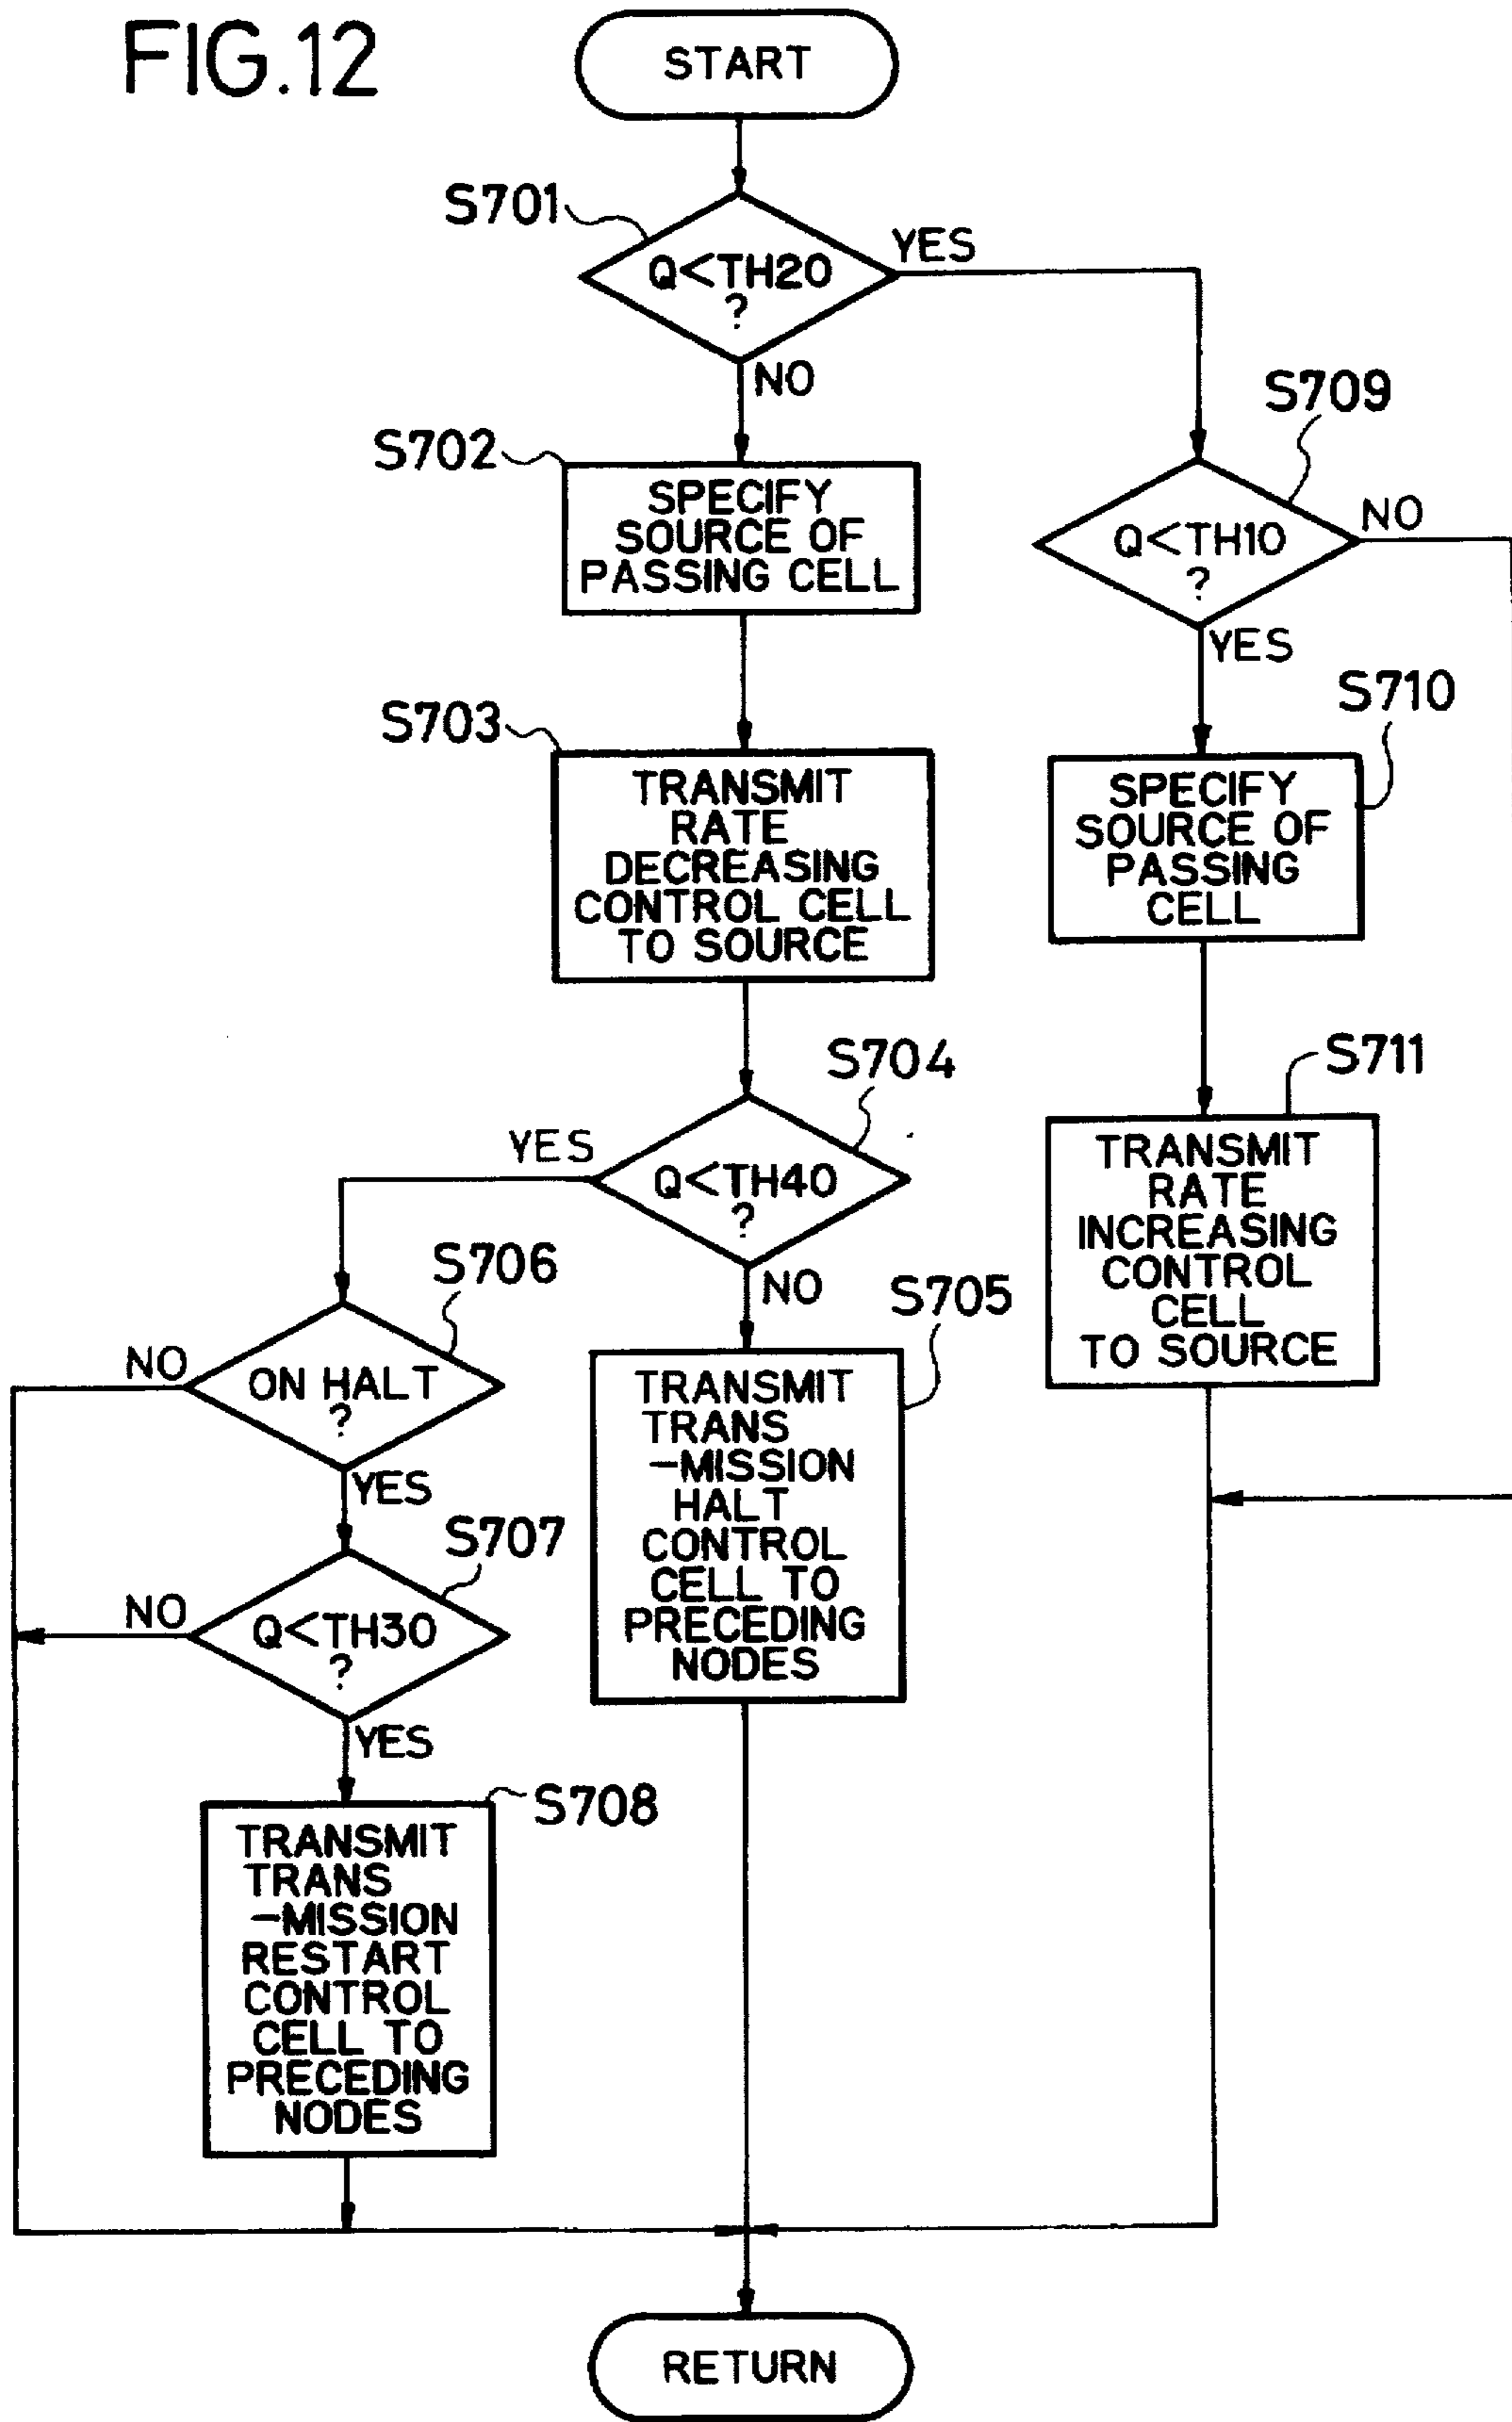 FIG.12
START
S701
Q<TH20
?
YES
NO
S702
SPECIFY
SOURCE OF
PASSING CELL
S709
Q<TH10
?
NO
YES
S703
TRANSMIT
RATE
DECREASING
CONTROL CELL
TO SOURCE
S710
SPECIFY
SOURCE OF
PASSING
CELL
S704
Q<TH40
?
YES
NO
S711
TRANSMIT
RATE
INCREASING
CONTROL
CELL
TO SOURCE
S706
ON HALT
?
NO
YES
S705
TRANSMIT
TRANS
-MISSION
HALT
CONTROL
CELL TO
PRECEDING
NODES
S707
Q<TH30
?
NO
YES
S708
TRANSMIT
TRANS
-MISSION
RESTART
CONTROL
CELL TO
PRECEDING
NODES
RETURN